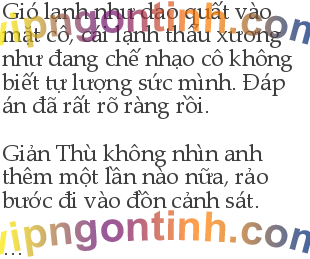 Gió lạnh như dao quất vào
mặt cô, cái lạnh thấu xương
như đang chế nhạo cô không
biết tự lượng sức mình. Đáp
án đã rất rõ ràng rồi.
Giản Thù không nhìn anh
thêm một lần nào nữa, rảo
bước đi vào đồn cảnh sát.
vipngontinh.com
vipngontinh.com
…